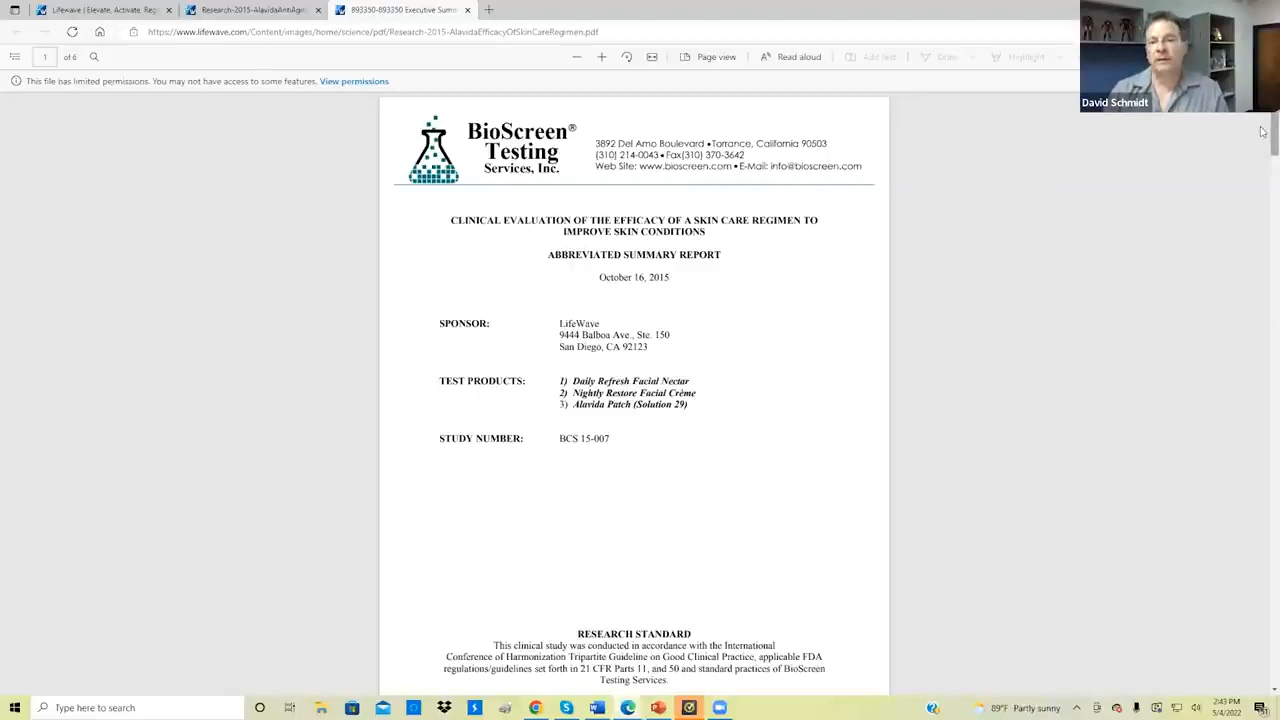 Lifewave | Elevate, Activate, Reg
Research-2015-AlavidaAntiAgin
893350-893350 Executive Summ
https://www.lifewave.com/Content/images/home/science/pdf/Research-2015-AlavidaEfficacyOfSkinCareRegimen.pdf
1 of 6
Page view
Read aloud
Add text
Draw
Highlight
This file has limited permissions. You may not have access to some features. View permissions
David Schmidt
BioScreen®
Testing
Services, Inc.
3892 Del Amo Boulevard •Torrance, California 90503
(310) 214-0043• Fax(310) 370-3642
Web Site: www.bioscreen.com • E-Mail: info@bioscreen.com
CLINICAL EVALUATION OF THE EFFICACY OF A SKIN CARE REGIMEN TO
IMPROVE SKIN CONDITIONS
ABBREVIATED SUMMARY REPORT
October 16, 2015
SPONSOR:
LifeWave
9444 Balboa Ave., Ste. 150
San Diego, CA 92123
TEST PRODUCTS:
1) Daily Refresh Facial Nectar
2) Nightly Restore Facial Crème
3) Alavida Patch (Solution 29)
STUDY NUMBER:
BCS 15-007
RESEARCH STANDARD
This clinical study was conducted in accordance with the International
Conference of Harmonization Tripartite Guideline on Good Clinical Practice, applicable FDA
regulations/guidelines set forth in 21 CFR Parts 11, and 50 and standard practices of BioScreen
Testing Services.
Type here to search
89°F Partly sunny
2:43 PM
5/4/2022